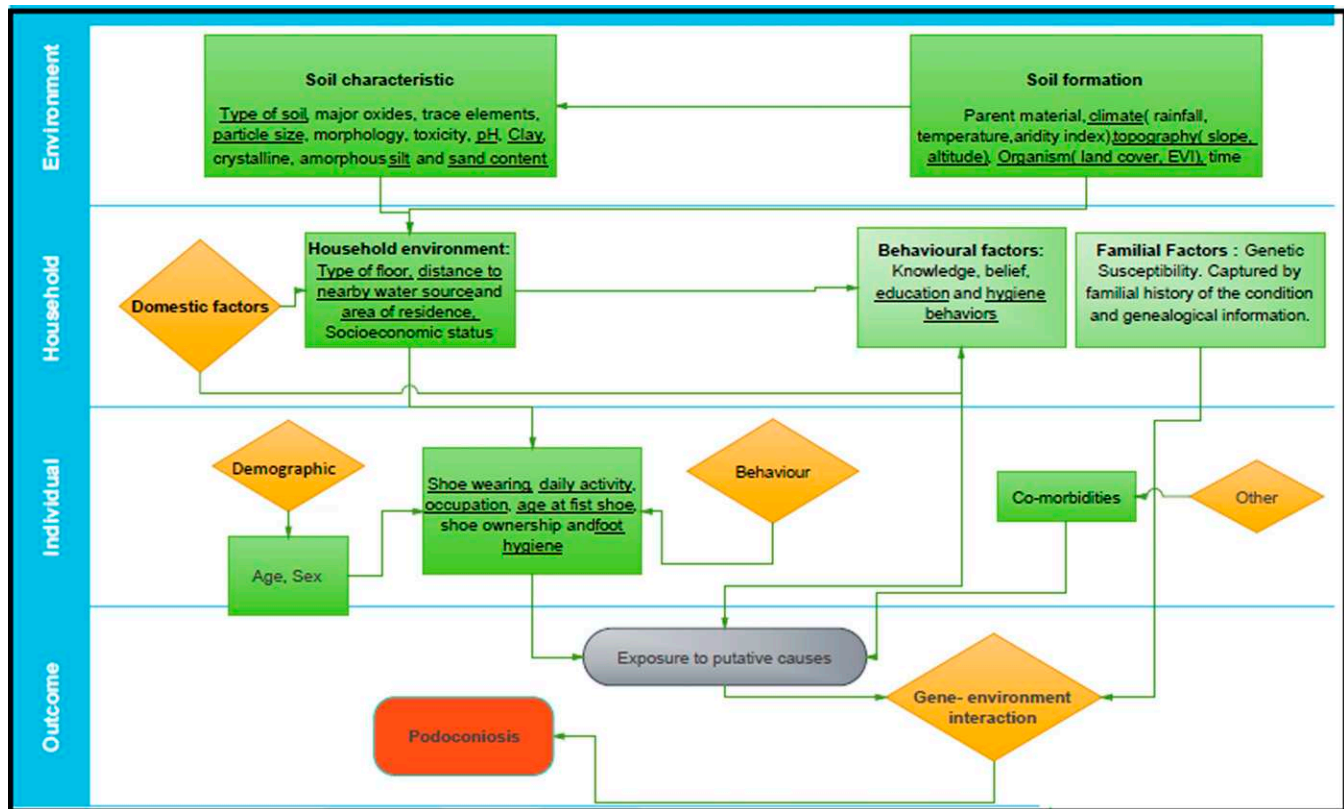 Environment
Soil characteristic
Type of soil, major oxides, trace elements,
particle size, morphology, toxicity, pH, Clay,
crystalline, amorphous silt and sand content
Soil formation
Parent material, climate( rainfall,
temperature,aridity index),topography( slope,
altitude), Organism( land cover, EVI), time
Household
Domestic factors
Household environment:
Type of floor, distance to
nearby water sourceand
area of residence,
Socioeconomic status
Behavioural factors:
Knowledge, belief,
education and hygiene
behaviors
Familial Factors : Genetic
Susceptibility. Captured by
familial history of the condition
and genealogical information.
Individual
Demographic
Age, Sex
Shoe wearing, daily activity,
occupation, age at fist shoe,
shoe ownership andfoot
hygiene
Behaviour
Co-morbidities
Other
Outcome
Exposure to putative causes
Gene- environment
interaction
Podoconiosis